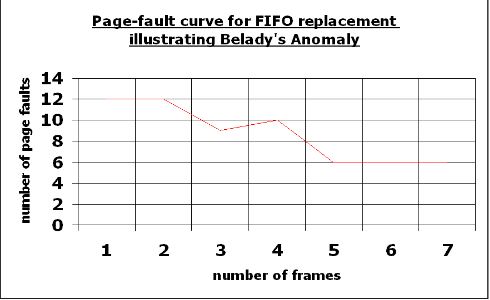 Page-fault curve for FIFO replacement
illustrating Belady's Anomaly
number of page faults
14
12
10
8
6
4
2
0
1 2 3 4 5 6 7
number of frames